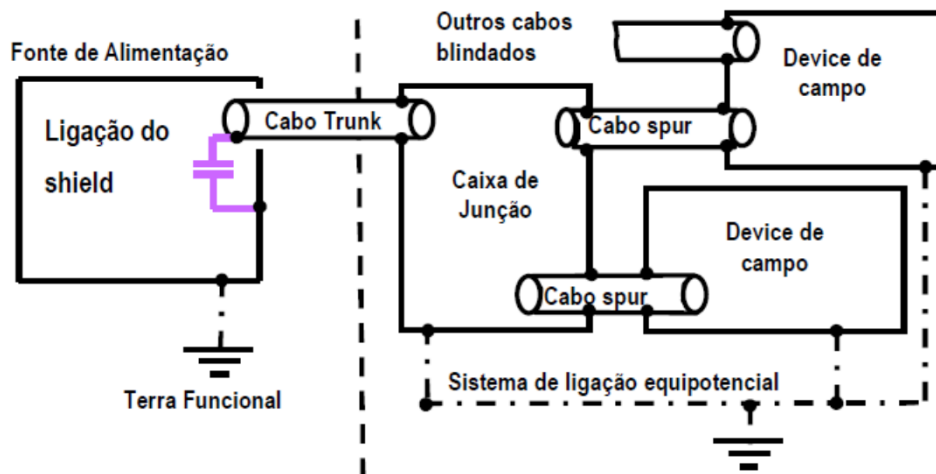 Fonte de Alimentação
Ligação do
shield
Cabo Trunk
Terra Funcional
Outros cabos
blindados
Device de
campo
Cabo spur
Caixa de
Junção
Device de
campo
Cabo spur
Sistema de ligação equipotencial